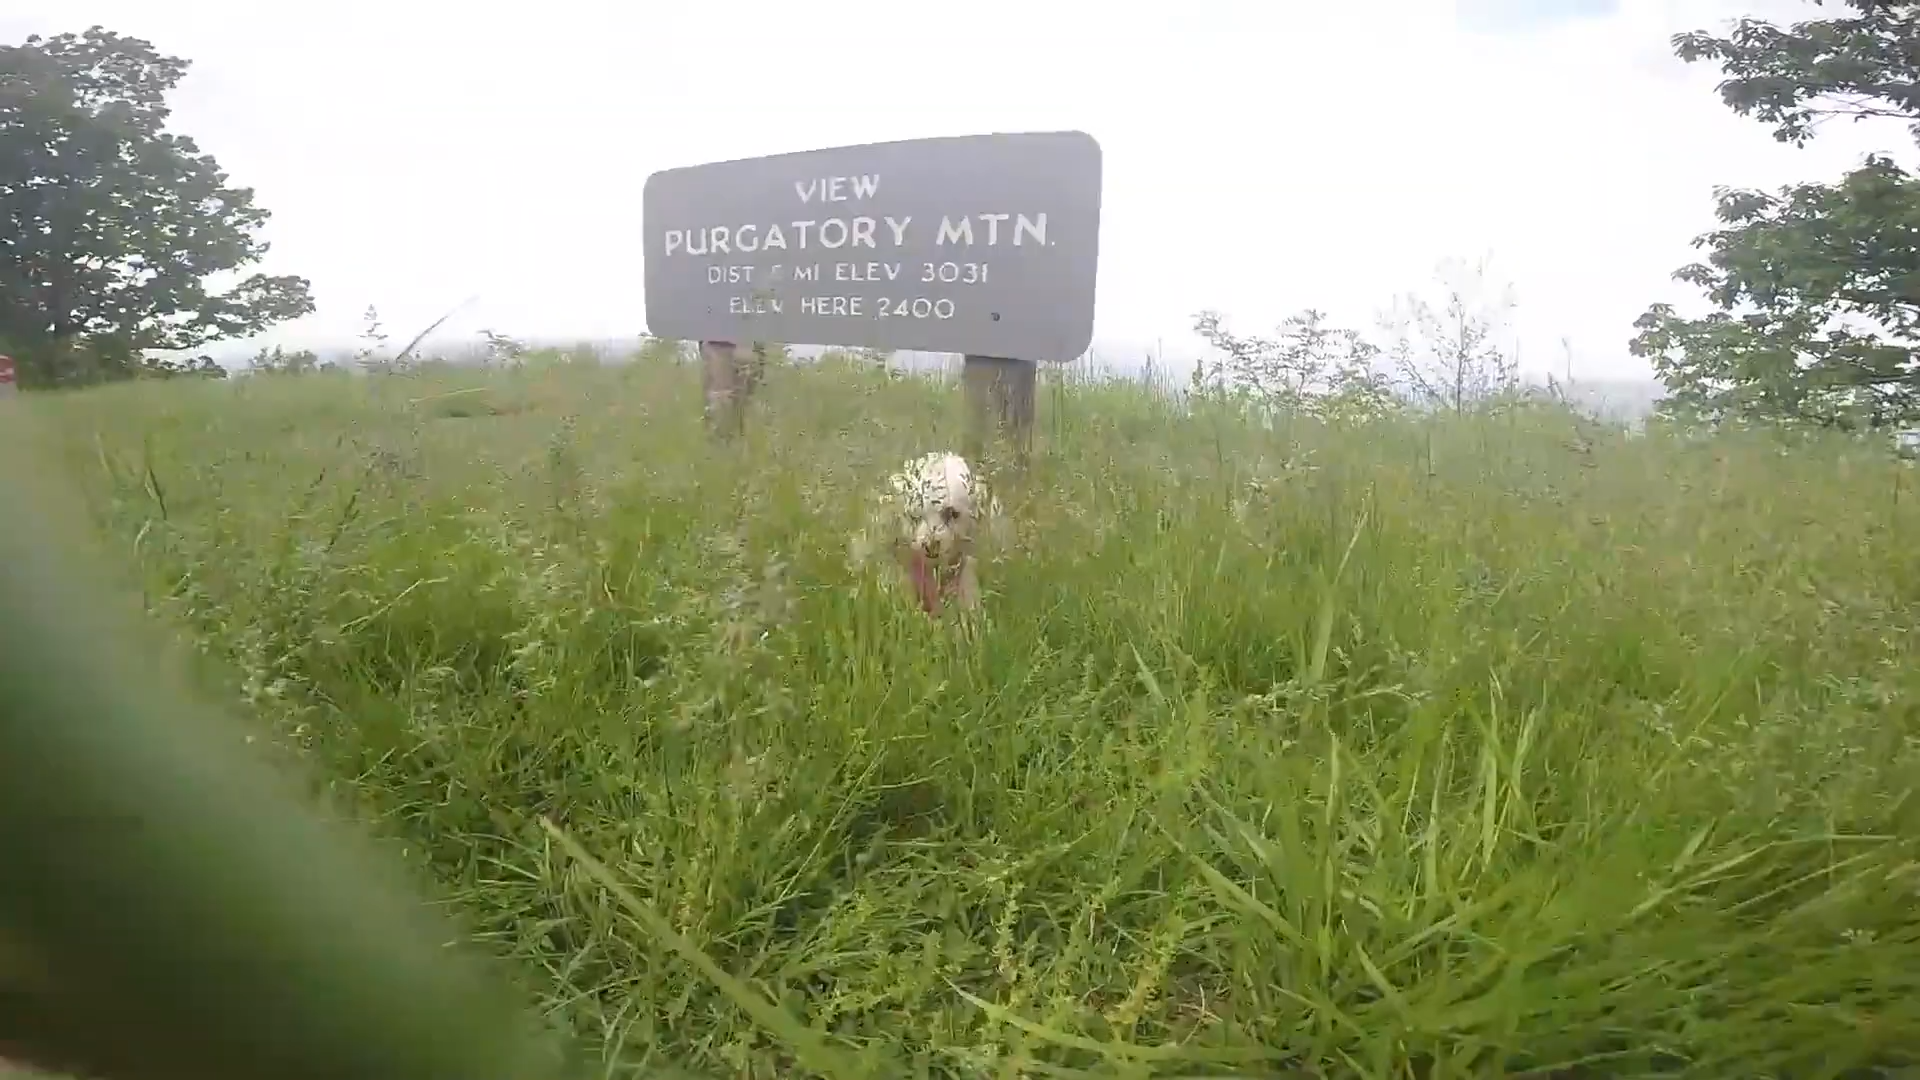 VIEW
PURGATORY MTN.
DIST MI ELEV 3031
ELEV HERE 2400